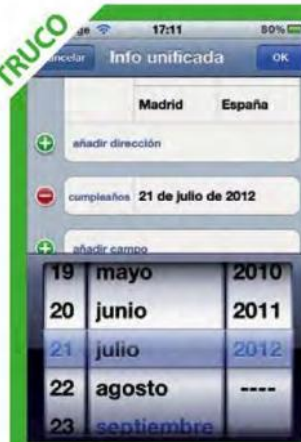 TRUCO
17:11 80%
Info unificada OK
Madrid España
añadir dirección
cumpleaños 21 de julio de 2012
añadir campo
19 mayo 2010
20 junio 2011
21 julio 2012
22 agosto ----
23 septiembre